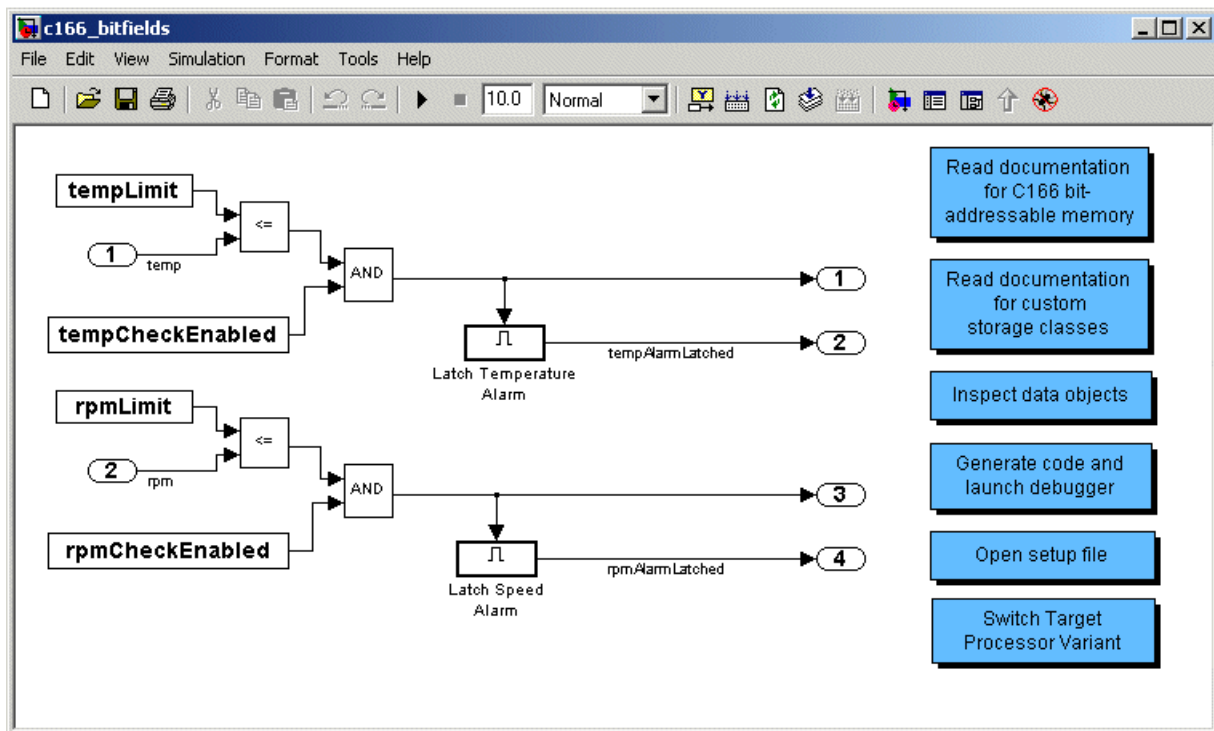 c166_bitfields
File Edit View Simulation Format Tools Help
10.0 Normal
tempLimit
<=
1
temp
AND
1
tempCheckEnabled
2
tempAlarmLatched
Latch Temperature
Alarm
rpmLimit
<=
2
rpm
AND
3
rpmCheckEnabled
4
rpmAlarmLatched
Latch Speed
Alarm
Read documentation
for C166 bit-
addressable memory
Read documentation
for custom
storage classes
Inspect data objects
Generate code and
launch debugger
Open setup file
Switch Target
Processor Variant